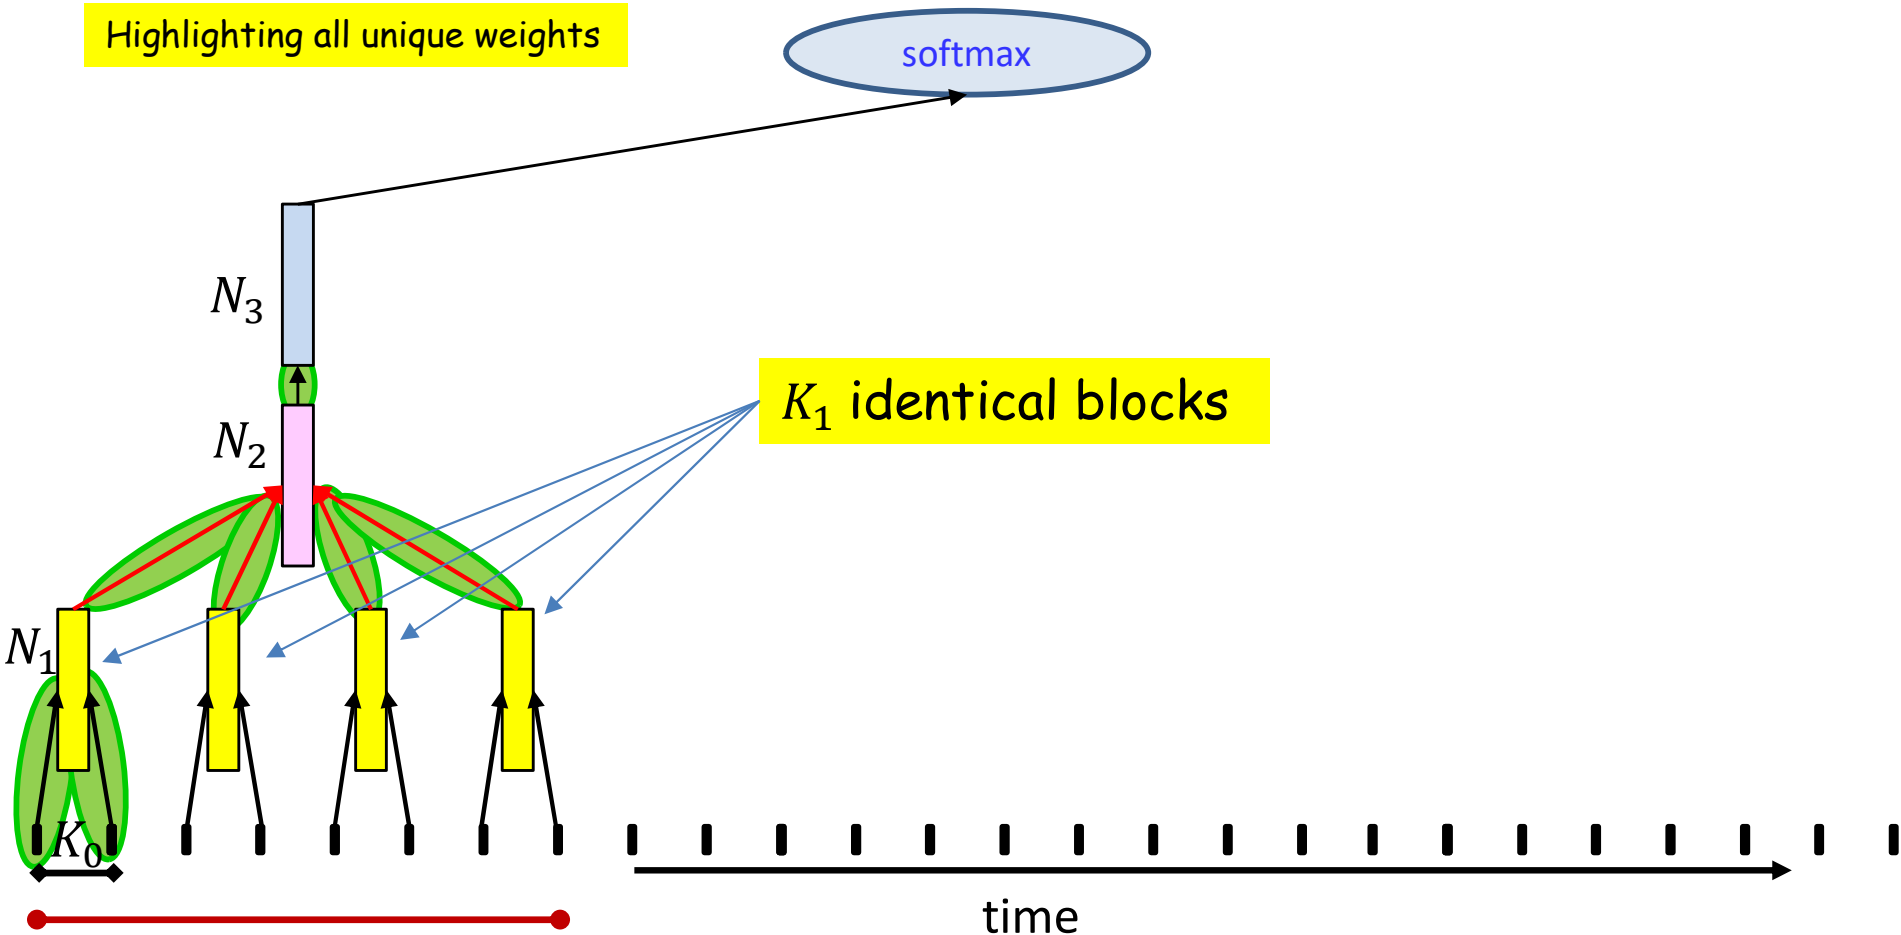 Highlighting all unique weights
softmax
N₃
K₁ identical blocks
N₂
N₁
K₀
time